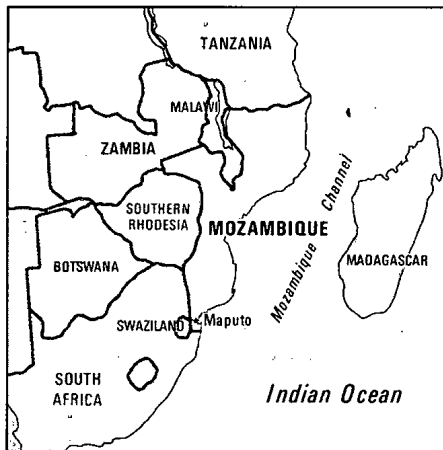 TANZANIA
MALAWI
ZAMBIA
SOUTHERN
RHODESIA
MOZAMBIQUE
Mozambique Channel
MADAGASCAR
BOTSWANA
SWAZILAND
Maputo
SOUTH
AFRICA
Indian Ocean